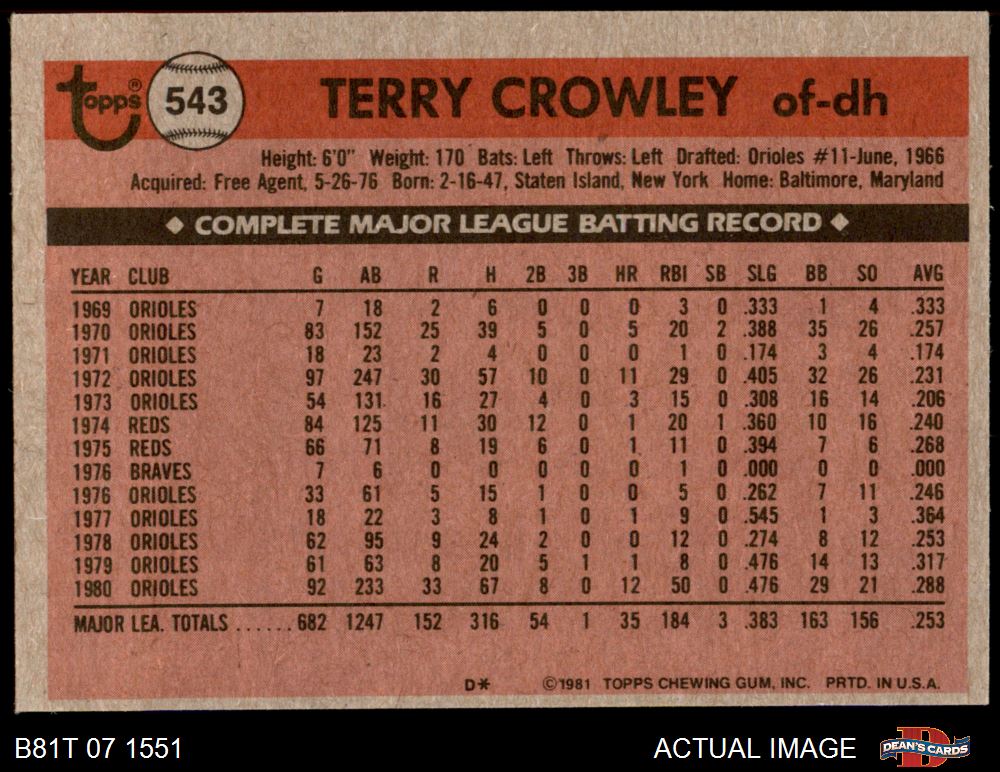 Topps® 543 TERRY CROWLEY of-dh
Height: 6'0" Weight: 170 Bats: Left Throws: Left Drafted: Orioles #11-June, 1966
Acquired: Free Agent, 5-26-76 Born: 2-16-47, Staten Island, New York Home: Baltimore, Maryland
◆ COMPLETE MAJOR LEAGUE BATTING RECORD ◆
YEAR CLUB G AB R H 2B 3B HR RBI SB SLG BB SO AVG
1969 ORIOLES 7 18 2 6 0 0 0 3 0 .333 1 4 .333
1970 ORIOLES 83 152 25 39 5 0 5 20 2 .388 35 26 .257
1971 ORIOLES 18 23 2 4 0 0 0 1 0 .174 3 4 .174
1972 ORIOLES 97 247 30 57 10 0 11 29 0 .405 32 26 .231
1973 ORIOLES 54 131 16 27 4 0 3 15 0 .308 16 14 .206
1974 REDS 84 125 11 30 12 0 1 20 1 .360 10 16 .240
1975 REDS 66 71 8 19 6 0 1 11 0 .394 7 6 .268
1976 BRAVES 7 6 0 0 0 0 0 1 0 .000 0 0 .000
1976 ORIOLES 33 61 5 15 1 0 0 5 0 .262 7 11 .246
1977 ORIOLES 18 22 3 8 1 0 1 9 0 .545 1 3 .364
1978 ORIOLES 62 95 9 24 2 0 0 12 0 .274 8 12 .253
1979 ORIOLES 61 63 8 20 5 1 1 8 0 .476 14 13 .317
1980 ORIOLES 92 233 33 67 8 0 12 50 0 .476 29 21 .288
MAJOR LEA. TOTALS ...... 682 1247 152 316 54 1 35 184 3 .383 163 156 .253
D* ©1981 TOPPS CHEWING GUM, INC. PRTD. IN U.S.A.
B81T 07 1551 ACTUAL IMAGE D DEAN'S CARDS